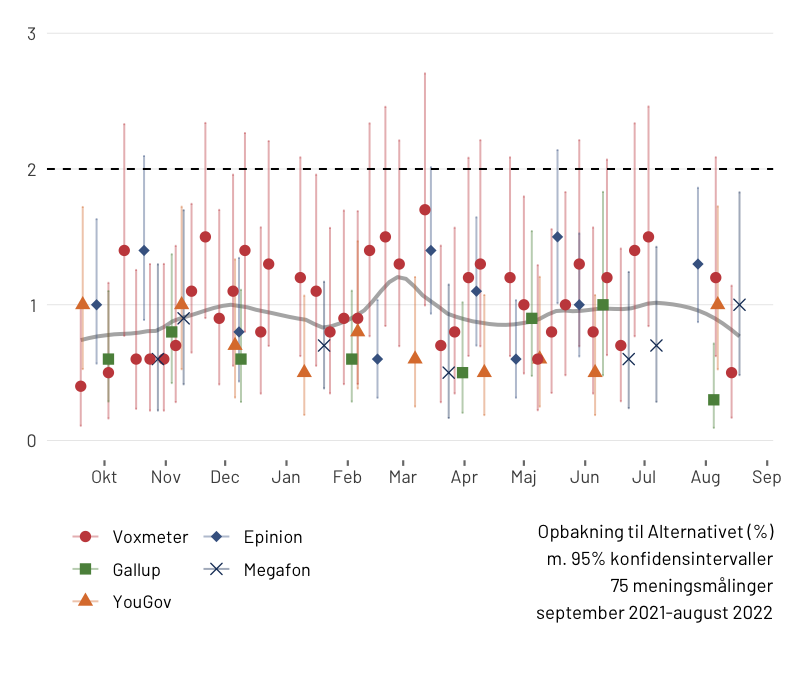 3
2
1
0
Okt Nov Dec Jan Feb Mar Apr Maj Jun Jul Aug Sep
Voxmeter Epinion
Gallup Megafon
YouGov
Opbakning til Alternativet (%)
m. 95% konfidensintervaller
75 meningsmålinger
september 2021-august 2022